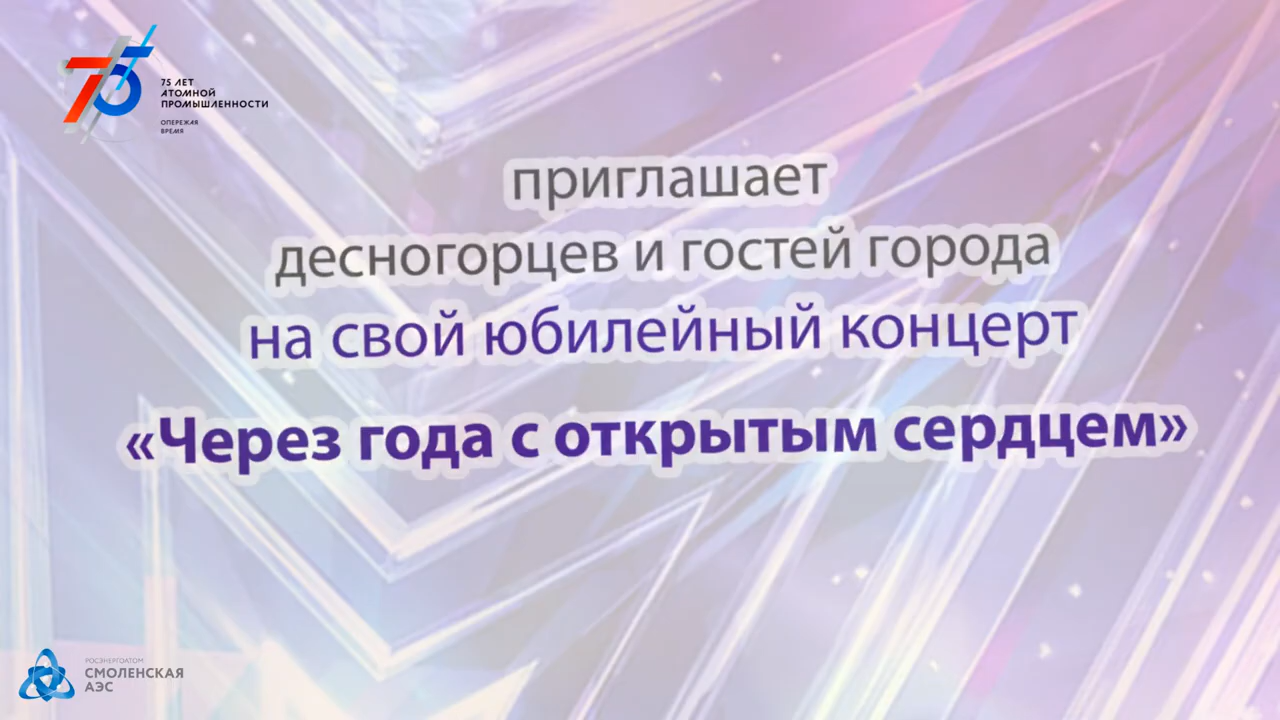 75 ЛЕТ
АТОМНОЙ
ПРОМЫШЛЕННОСТИ
ОПЕРЕЖАЯ
ВРЕМЯ
приглашает
десногорцев и гостей города
на свой юбилейный концерт
«Через года с открытым сердцем»
РОСЭНЕРГОАТОМ
СМОЛЕНСКАЯ
АЭС